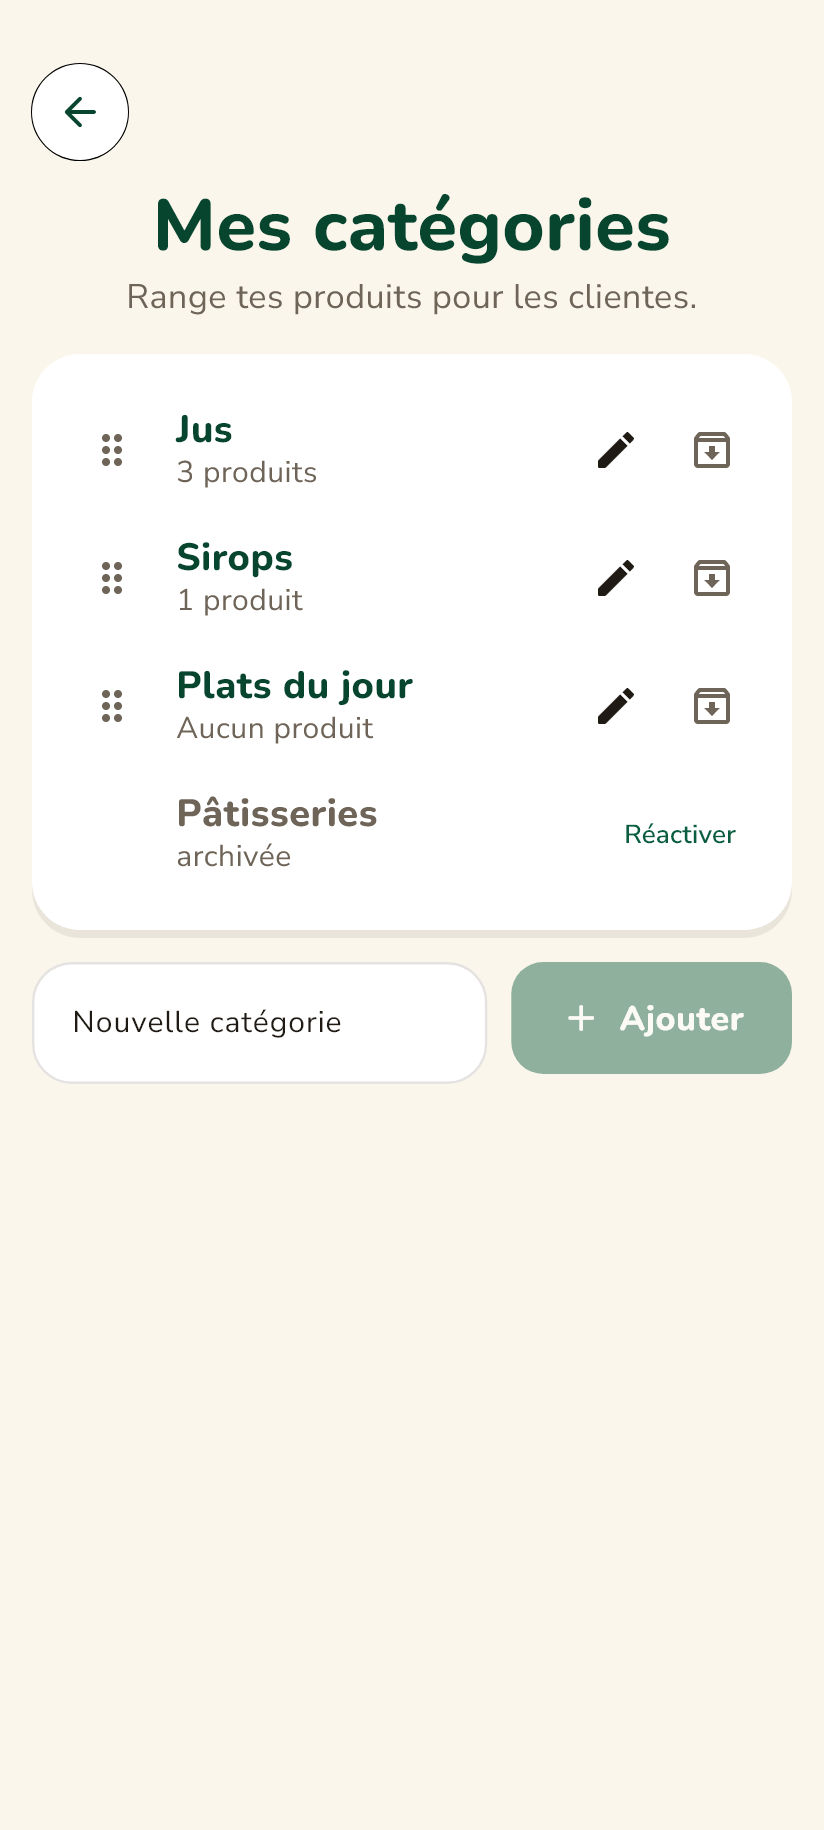 Mes catégories
Range tes produits pour les clientes.
Jus
3 produits
Sirops
1 produit
Plats du jour
Aucun produit
Pâtisseries
archivée
Réactiver
Nouvelle catégorie
Ajouter